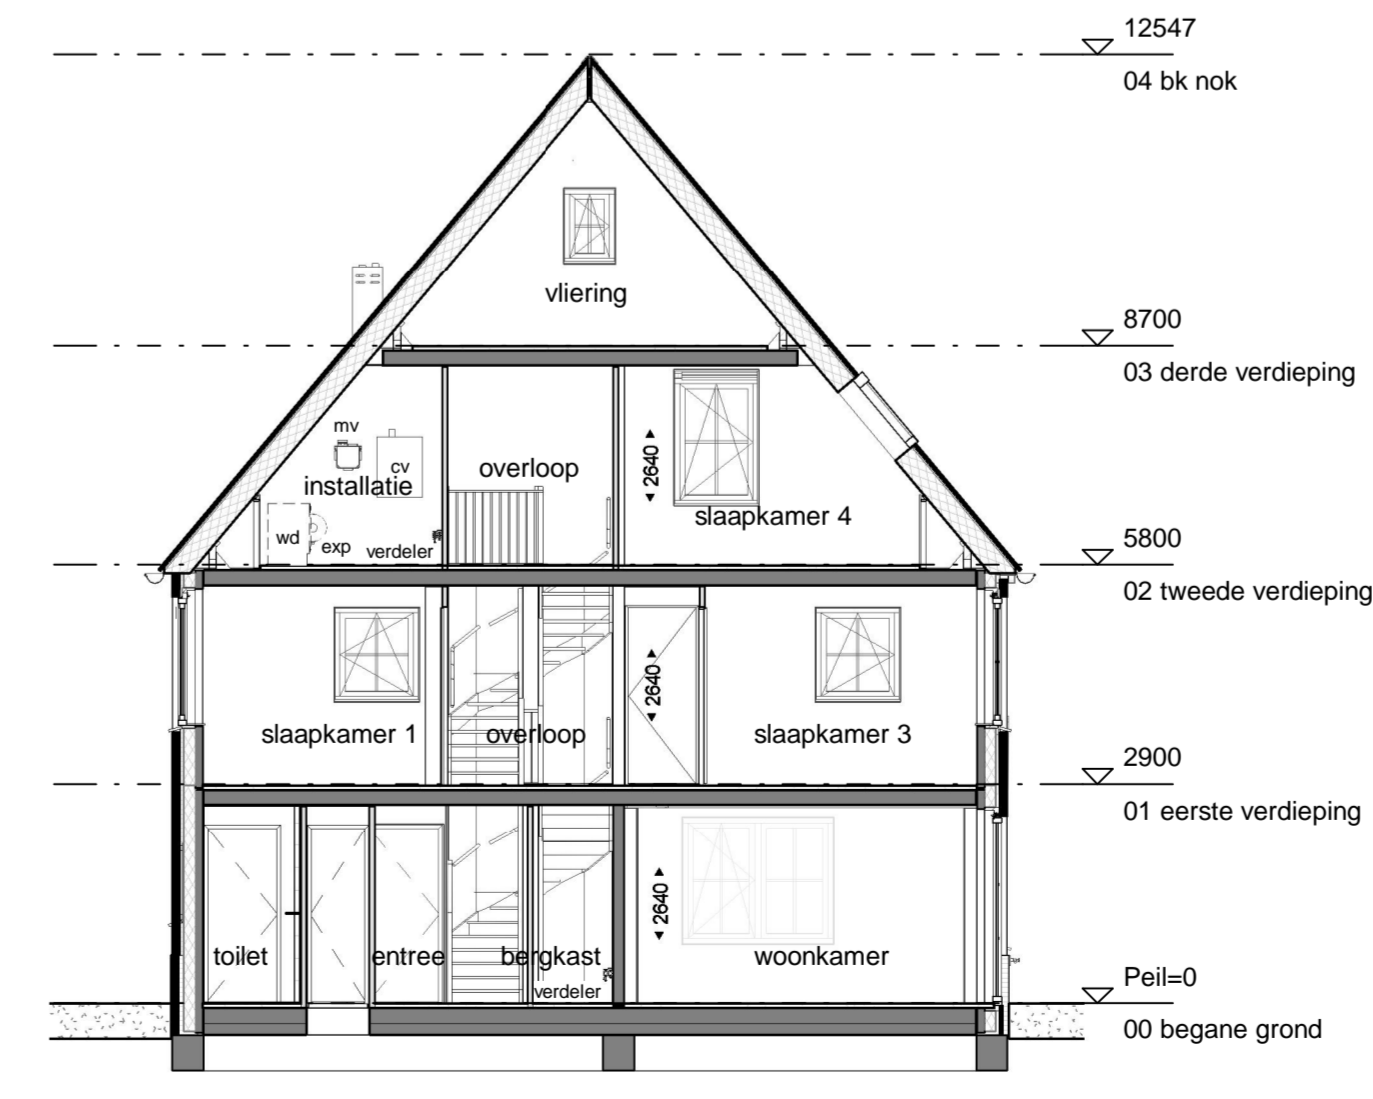 12547
04 bk nok
vliering
8700
03 derde verdieping
mv
cv
installatie
overloop
2640
slaapkamer 4
wd
exp
verdeler
5800
02 tweede verdieping
2640
slaapkamer 1
overloop
slaapkamer 3
2900
01 eerste verdieping
2640
toilet
entree
bergkast
woonkamer
verdeler
Peil=0
00 begane grond